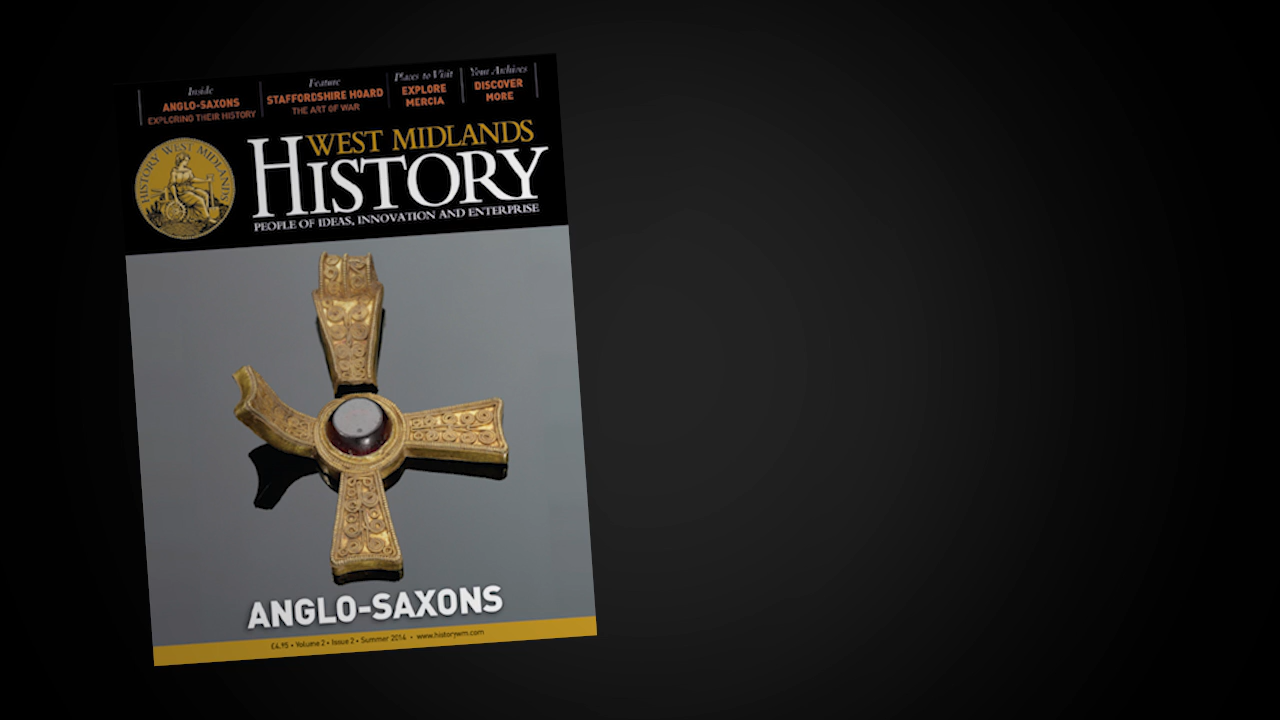 Inside
ANGLO-SAXONS
EXPLORING THEIR HISTORY
Feature
STAFFORDSHIRE HOARD
THE ART OF WAR
Places to Visit
EXPLORE
MERCIA
Your Archives
DISCOVER
MORE
HISTORY WEST MIDLANDS
WEST MIDLANDS
HISTORY
PEOPLE OF IDEAS, INNOVATION AND ENTERPRISE
ANGLO-SAXONS
£4.95 • Volume 2 • Issue 2 • Summer 2014 • www.historywm.com